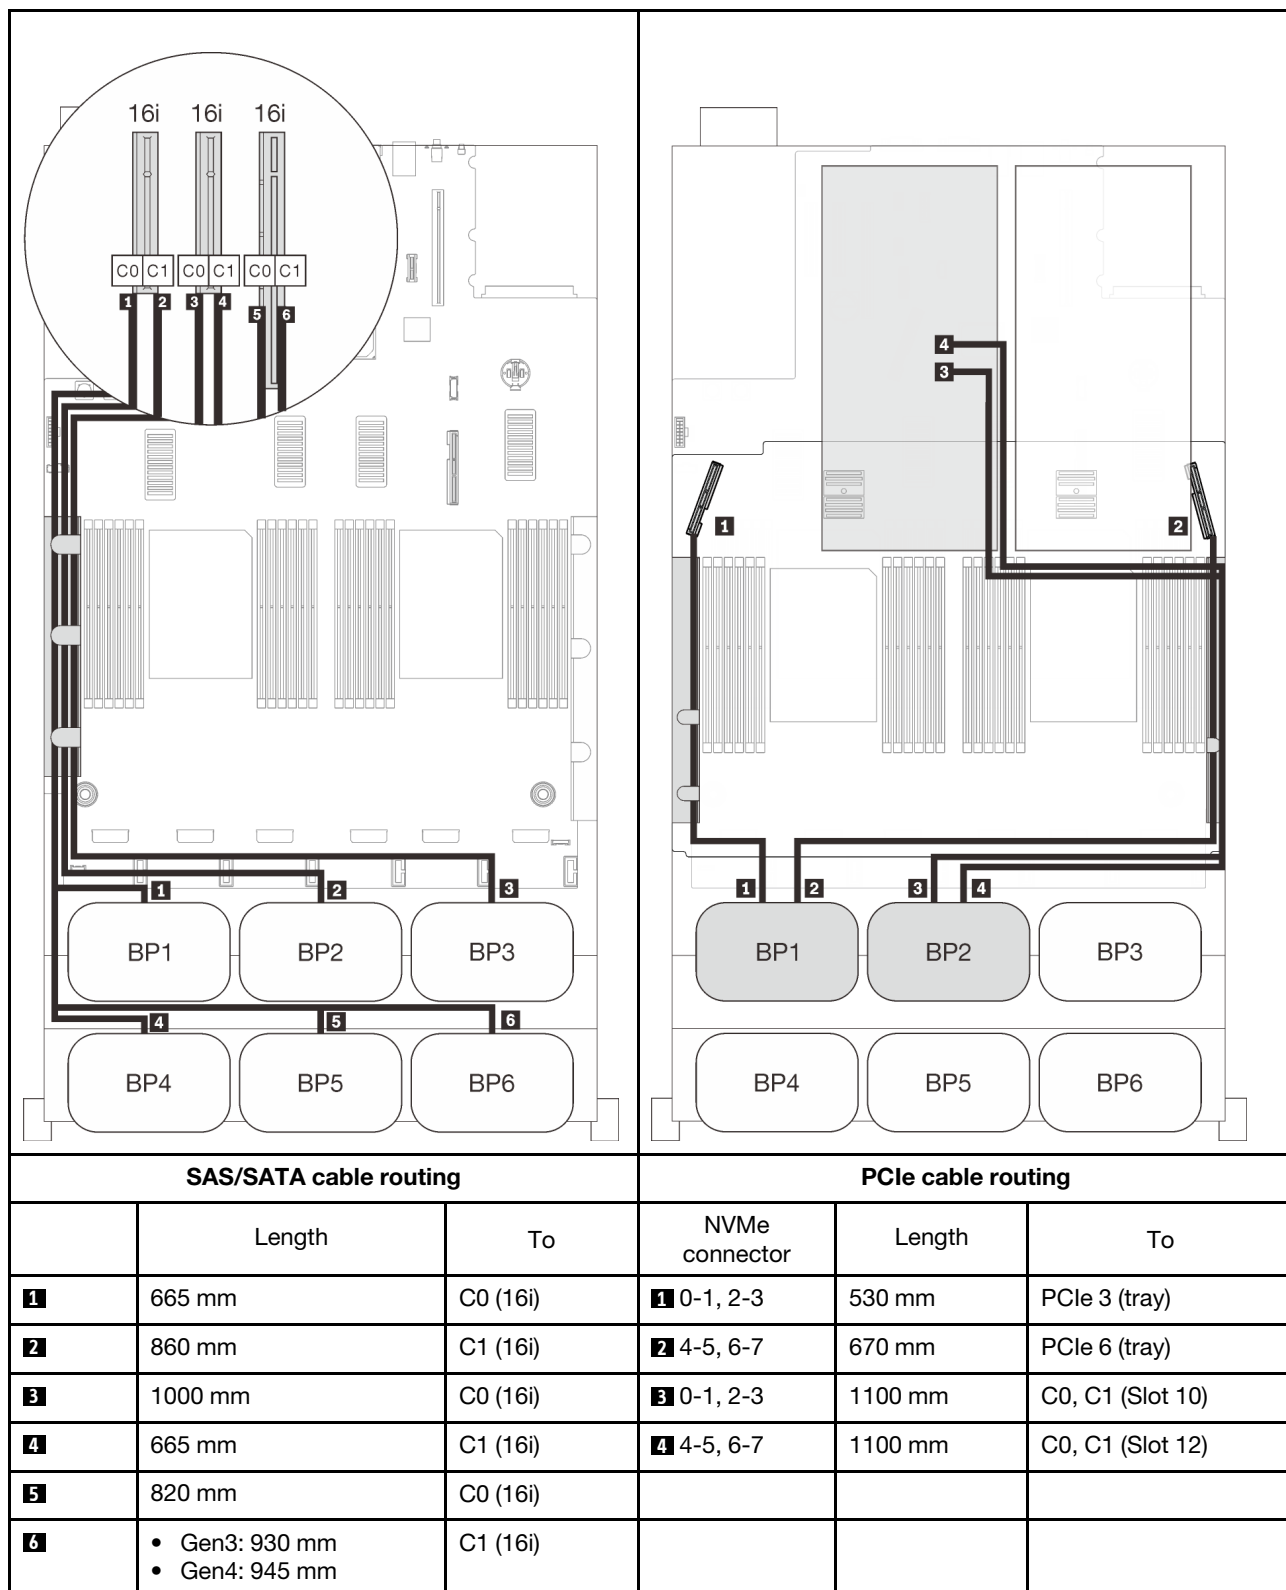 16i 16i 16i
C0 C1 C0 C1 C0 C1
1 2 3 4 5 6
1 2 3
BP1 BP2 BP3
4 5 6
BP4 BP5 BP6
4
3
1 2
1 2 3 4
BP1 BP2 BP3
BP4 BP5 BP6
SAS/SATA cable routing PCIe cable routing
Length To NVMe connector Length To
1 665 mm C0 (16i) 1 0-1, 2-3 530 mm PCIe 3 (tray)
2 860 mm C1 (16i) 2 4-5, 6-7 670 mm PCIe 6 (tray)
3 1000 mm C0 (16i) 3 0-1, 2-3 1100 mm C0, C1 (Slot 10)
4 665 mm C1 (16i) 4 4-5, 6-7 1100 mm C0, C1 (Slot 12)
5 820 mm C0 (16i)
6 • Gen3: 930 mm C1 (16i)
• Gen4: 945 mm